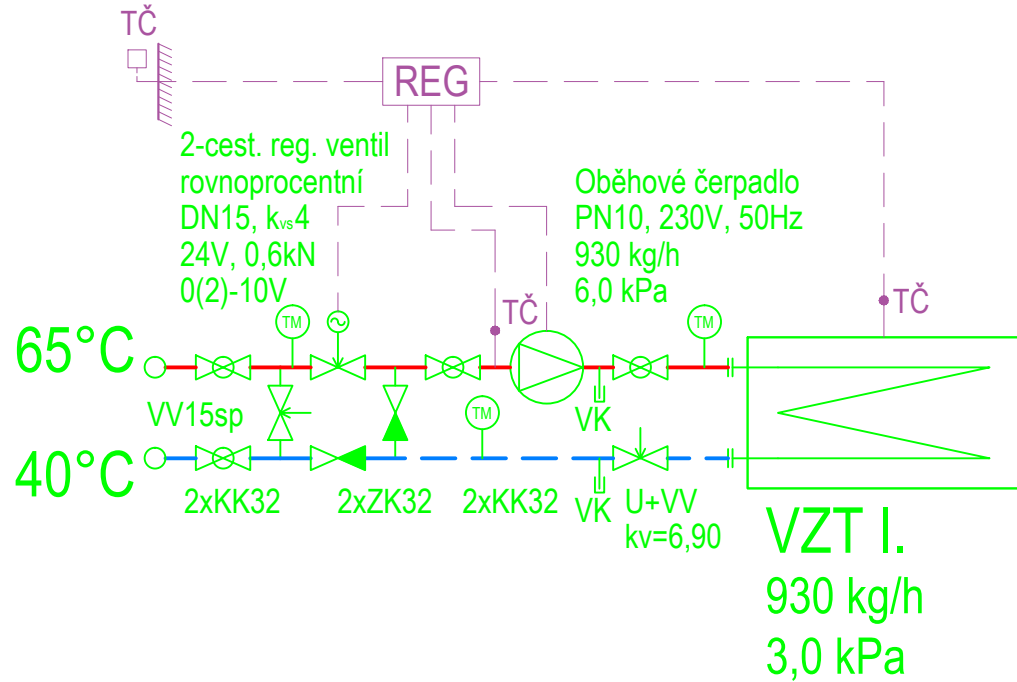 TČ
REG
2-cest. reg. ventil
rovnoprocentní
DN15, kvs4
24V, 0,6kN
0(2)-10V
Oběhové čerpadlo
PN10, 230V, 50Hz
930 kg/h
6,0 kPa
TM
TČ
TM
TČ
65°C
VV15sp
TM
VK
40°C
2xKK32
2xZK32
2xKK32
VK
U+VV
kv=6,90
VZT I.
930 kg/h
3,0 kPa